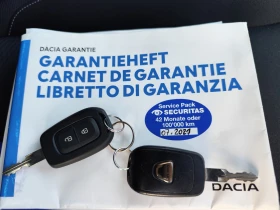 DACIA GARANTIE
GARANTIEHEFT
CARNET DE GARANTIE
LIBRETTO DI GARANZIA
Service Pack
SECURITAS
42 Monate oder
100'000 km
DACIA